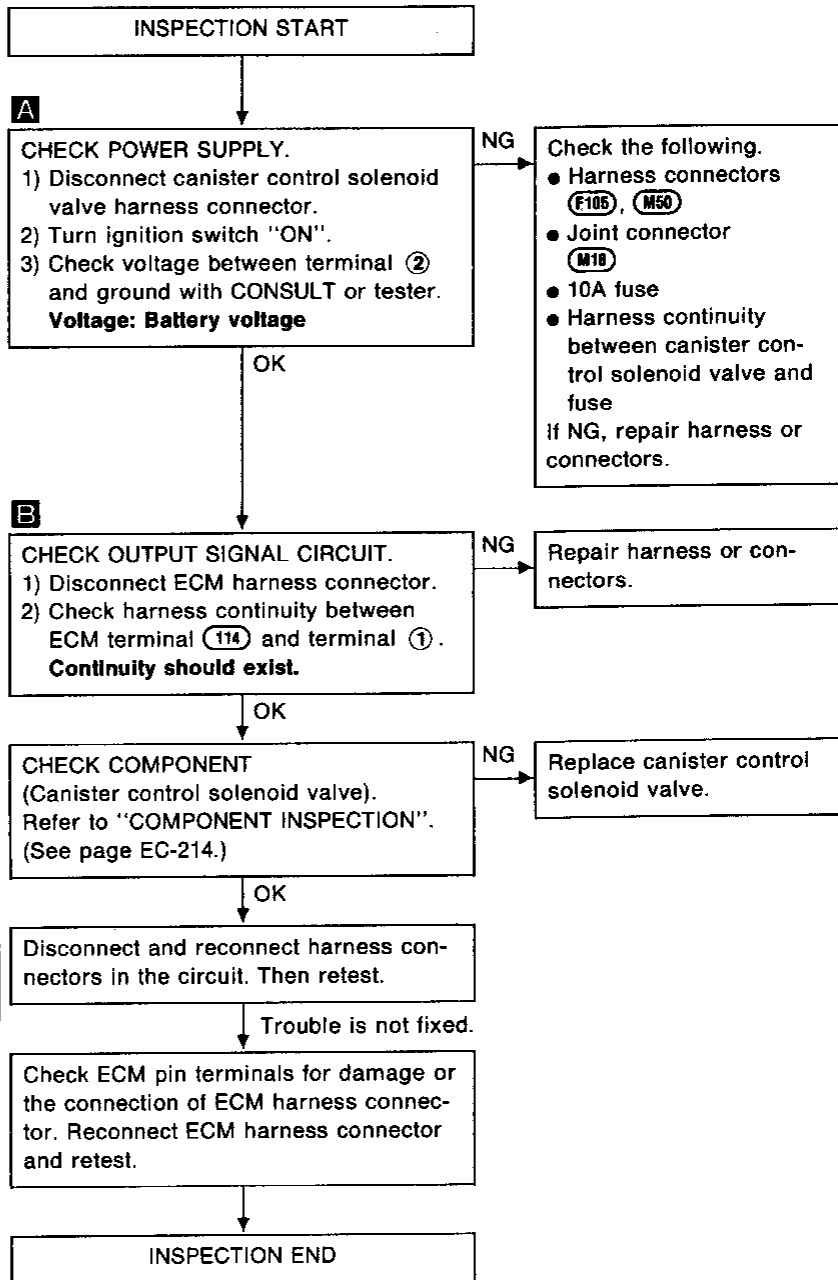 INSPECTION START
A
CHECK POWER SUPPLY.
1) Disconnect canister control solenoid
valve harness connector.
2) Turn ignition switch "ON".
3) Check voltage between terminal ②
and ground with CONSULT or tester.
Voltage: Battery voltage
NG
Check the following.
● Harness connectors
F105, M50
● Joint connector
M18
● 10A fuse
● Harness continuity
between canister con-
trol solenoid valve and
fuse
If NG, repair harness or
connectors.
OK
B
CHECK OUTPUT SIGNAL CIRCUIT.
1) Disconnect ECM harness connector.
2) Check harness continuity between
ECM terminal 114 and terminal ①.
Continuity should exist.
NG
Repair harness or con-
nectors.
OK
CHECK COMPONENT
(Canister control solenoid valve).
Refer to "COMPONENT INSPECTION".
(See page EC-214.)
NG
Replace canister control
solenoid valve.
OK
Disconnect and reconnect harness con-
nectors in the circuit. Then retest.
Trouble is not fixed.
Check ECM pin terminals for damage or
the connection of ECM harness connec-
tor. Reconnect ECM harness connector
and retest.
INSPECTION END